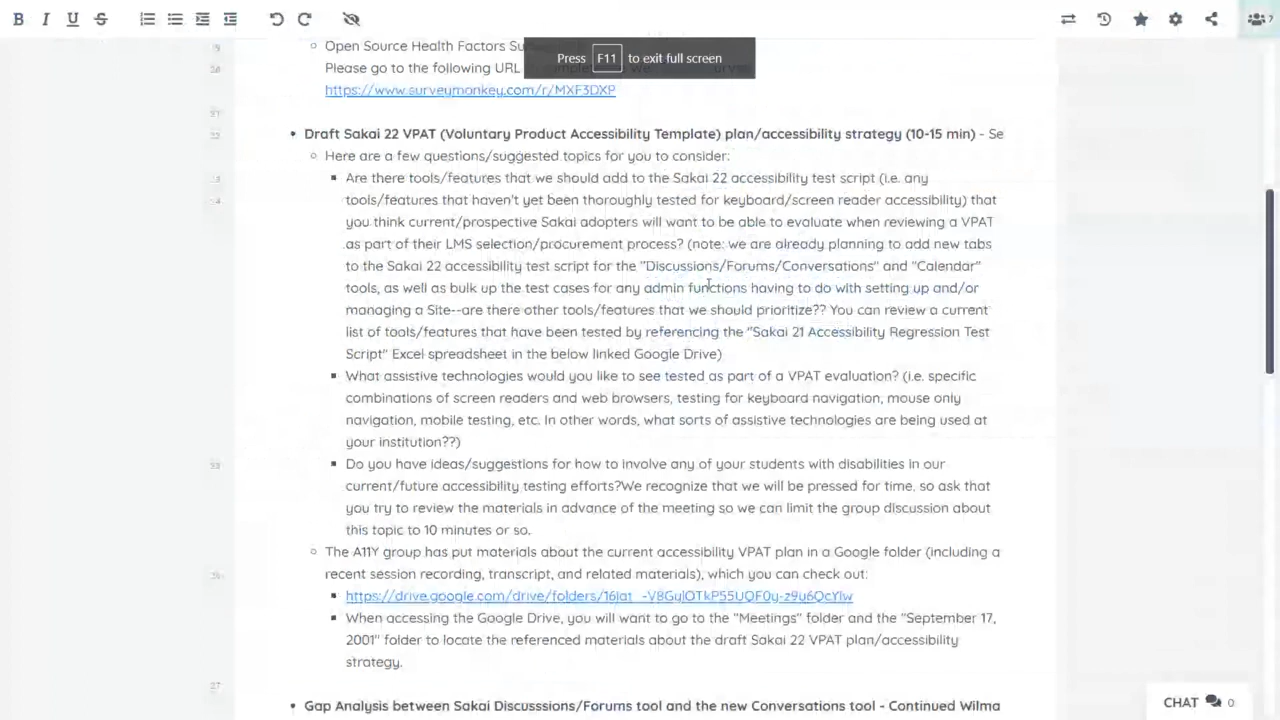 B I U S
7
19 Open Source Health Factors Su
Press F11 to exit full screen
20 Please go to the following URL
https://www.surveymonkey.com/r/MXF3DXP
21
22 Draft Sakai 22 VPAT (Voluntary Product Accessibility Template) plan/accessibility strategy (10-15 min) - Se
Here are a few questions/suggested topics for you to consider:
Are there tools/features that we should add to the Sakai 22 accessibility test script (i.e. any
tools/features that haven't yet been thoroughly tested for keyboard/screen reader accessibility) that
you think current/prospective Sakai adopters will want to be able to evaluate when reviewing a VPAT
as part of their LMS selection/procurement process? (note: we are already planning to add new tabs
to the Sakai 22 accessibility test script for the "Discussions/Forums/Conversations" and "Calendar"
tools, as well as bulk up the test cases for any admin functions having to do with setting up and/or
managing a Site--are there other tools/features that we should prioritize?? You can review a current
list of tools/features that have been tested by referencing the "Sakai 21 Accessibility Regression Test
Script" Excel spreadsheet in the below linked Google Drive)
What assistive technologies would you like to see tested as part of a VPAT evaluation? (i.e. specific
combinations of screen readers and web browsers, testing for keyboard navigation, mouse only
navigation, mobile testing, etc. In other words, what sorts of assistive technologies are being used at
your institution??)
Do you have ideas/suggestions for how to involve any of your students with disabilities in our
current/future accessibility testing efforts?We recognize that we will be pressed for time, so ask that
you try to review the materials in advance of the meeting so we can limit the group discussion about
this topic to 10 minutes or so.
The A11Y group has put materials about the current accessibility VPAT plan in a Google folder (including a
recent session recording, transcript, and related materials), which you can check out:
When accessing the Google Drive, you will want to go to the "Meetings" folder and the "September 17,
2001" folder to locate the referenced materials about the draft Sakai 22 VPAT plan/accessibility
strategy.
27
Gap Analysis between Sakai Discusssions/Forums tool and the new Conversations tool - Continued Wilma
CHAT 0